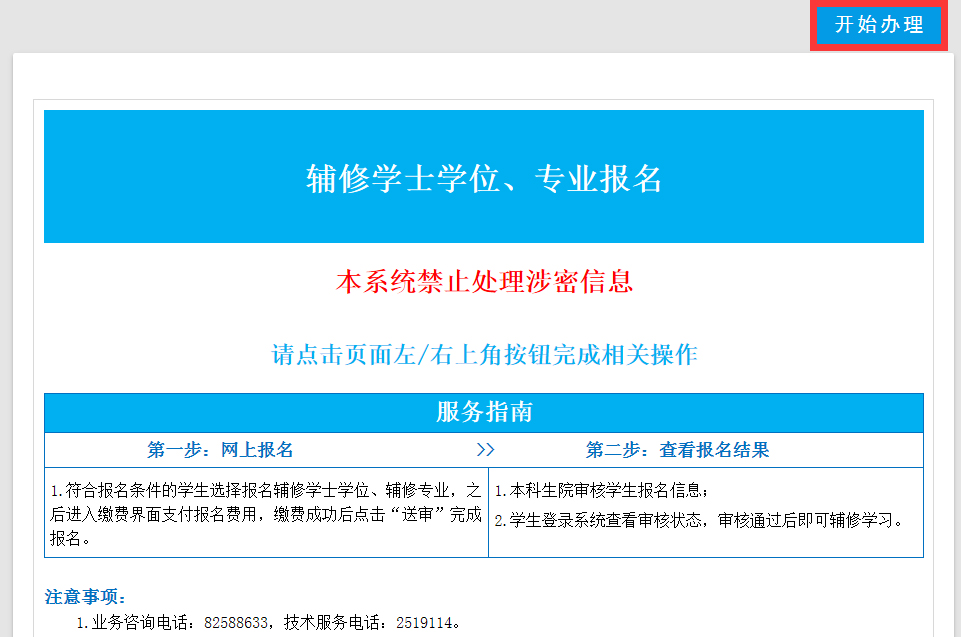 开始办理
辅修学士学位、专业报名
本系统禁止处理涉密信息
请点击页面左/右上角按钮完成相关操作
服务指南
第一步：网上报名 >> 第二步：查看报名结果
1.符合报名条件的学生选择报名辅修学士学位、辅修专业，之
后进入缴费界面支付报名费用，缴费成功后点击“送审”完成
报名。
1.本科生院审核学生报名信息；
2.学生登录系统查看审核状态，审核通过后即可辅修学习。
注意事项：
1.业务咨询电话：82588633，技术服务电话：2519114。